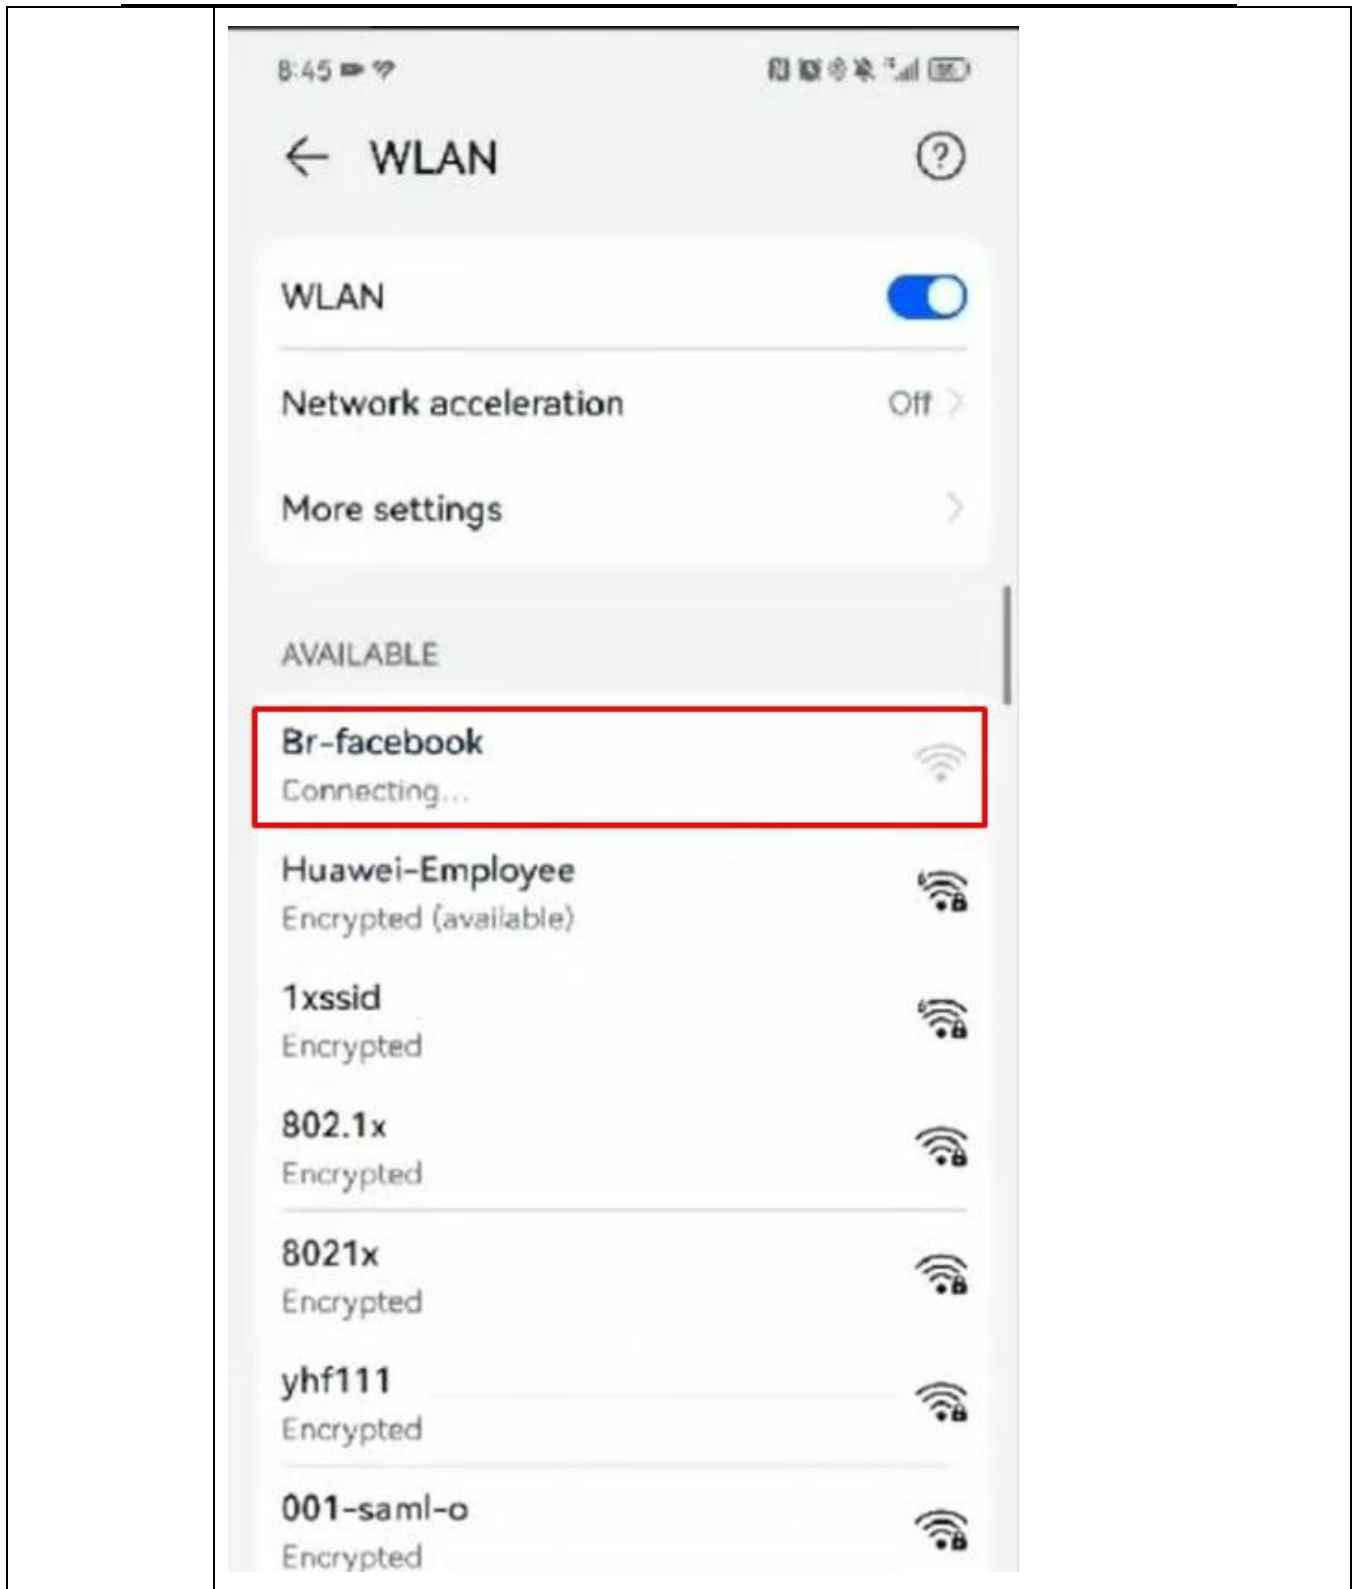 8:45
WLAN
WLAN
Network acceleration Off
More settings
AVAILABLE
Br-facebook
Connecting...
Huawei-Employee
Encrypted (available)
1xssid
Encrypted
802.1x
Encrypted
8021x
Encrypted
yhf111
Encrypted
001-saml-o
Encrypted